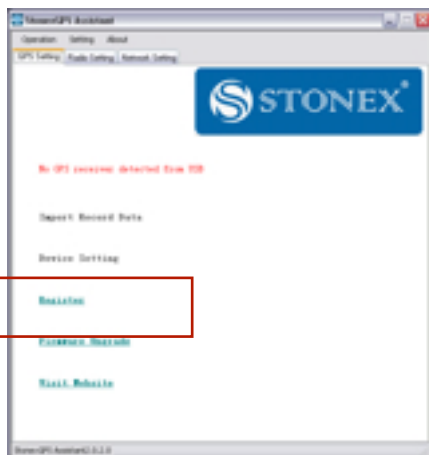 StonexGPS Assistant
Operation Setting About
GPS Setting Radio Setting Network Setting
STONEX®
No GPS receiver detected from USB
Import Record Data
Device Setting
Register
Firmware Upgrade
Visit Website